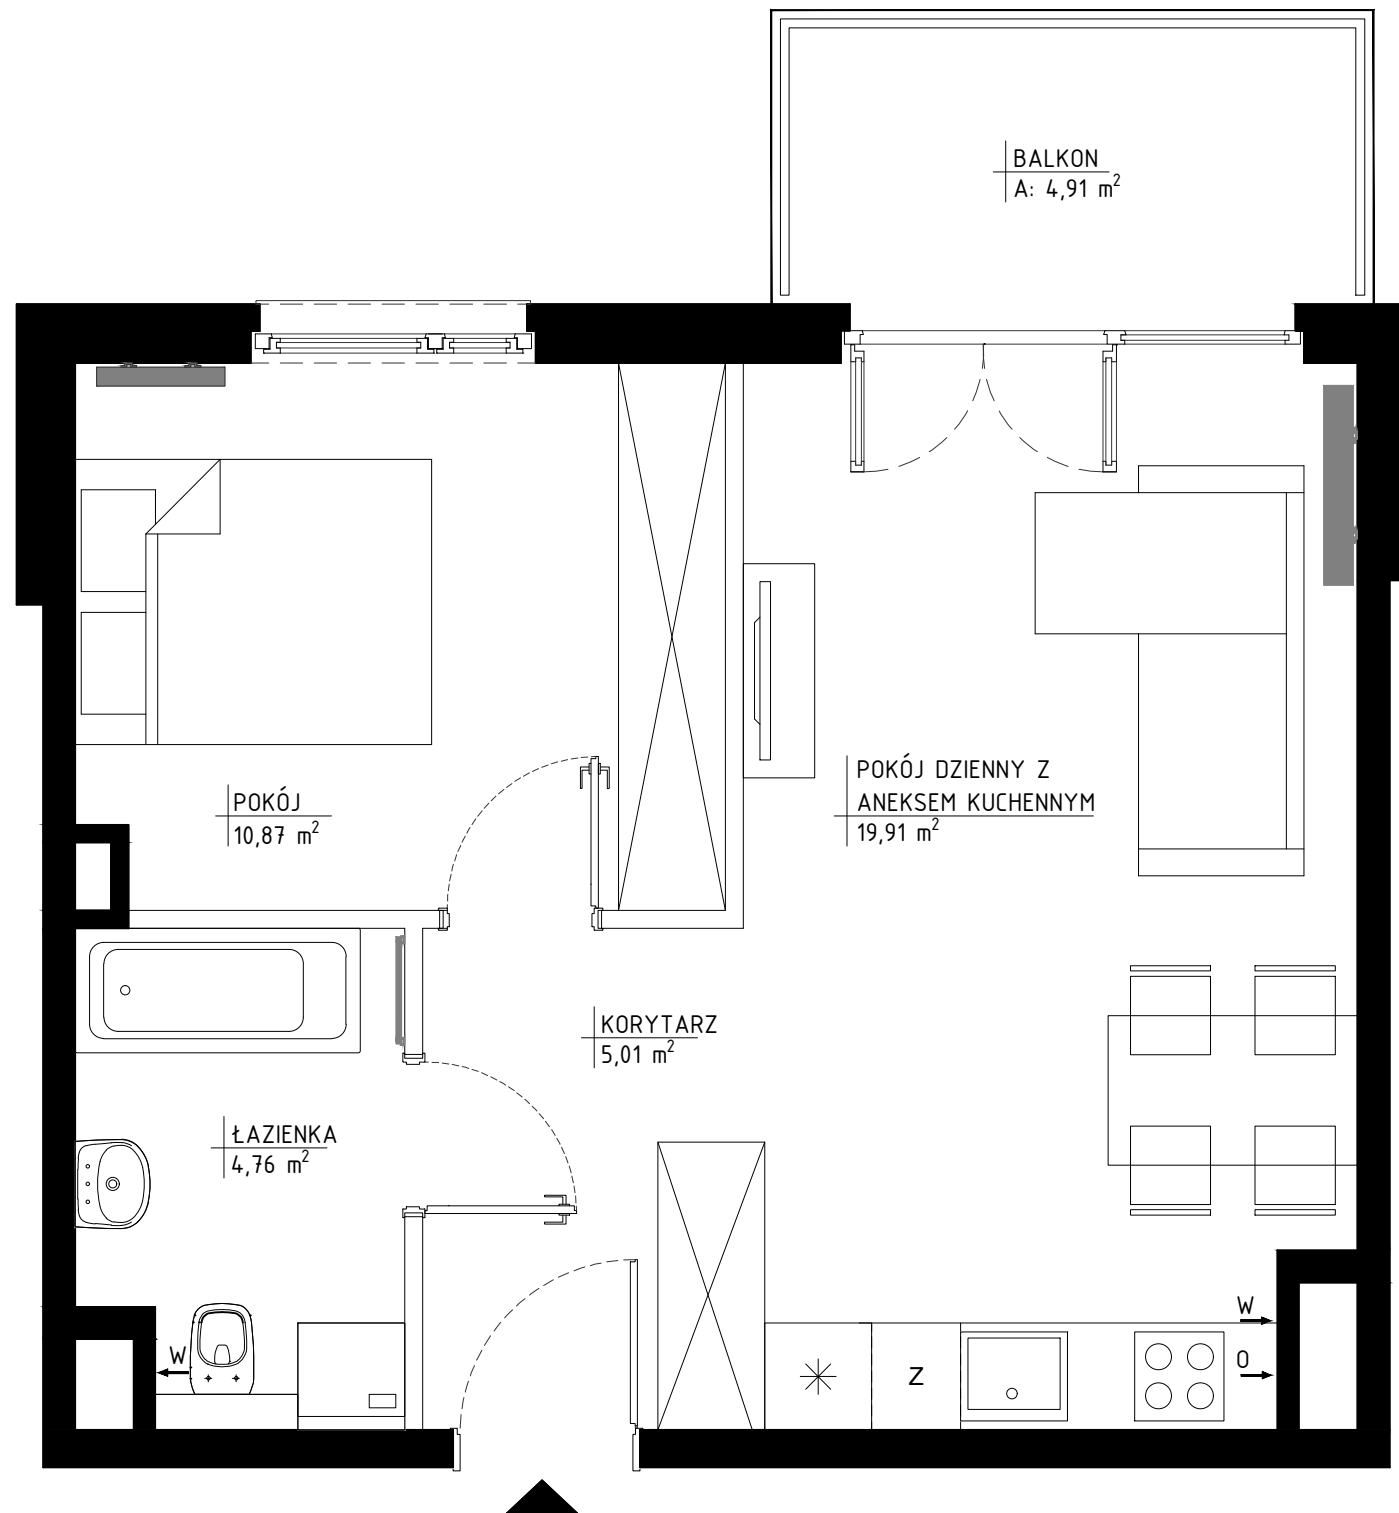 BALKON
A: 4,91 m²
POKÓJ DZIENNY Z
ANEKSEM KUCHENNYM
19,91 m²
POKÓJ
10,87 m²
KORYTARZ
5,01 m²
ŁAZIENKA
4,76 m²
W
W
O
Z